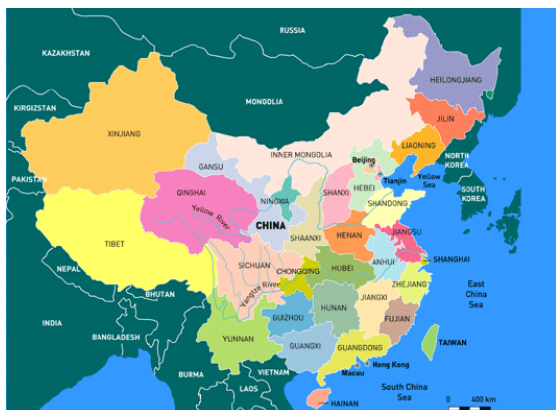 RUSSIA
KAZAKHSTAN
HEILONGJIANG
MONGOLIA
KIRGIZSTAN
JILIN
XINJIANG
LIAONING
INNER MONGOLIA
GANSU
Beijing
NORTH
KOREA
PAKISTAN
Tianjin
Yellow
Sea
QINGHAI
NINGXIA
SHANXI
HEBEI
SOUTH
KOREA
SHANDONG
Yellow River
CHINA
TIBET
SHAANXI
HENAN
JIANGSU
SICHUAN
ANHUI
SHANGHAI
NEPAL
CHONGQING
HUBEI
Yangtze River
ZHEJIANG
BHUTAN
East
China
Sea
HUNAN
JIANGXI
GUIZHOU
INDIA
FUJIAN
BANGLADESH
YUNNAN
GUANGXI
GUANGDONG
TAIWAN
Hong Kong
Macau
BURMA
VIETNAM
LAOS
South China
Sea
HAINAN
0 400 km